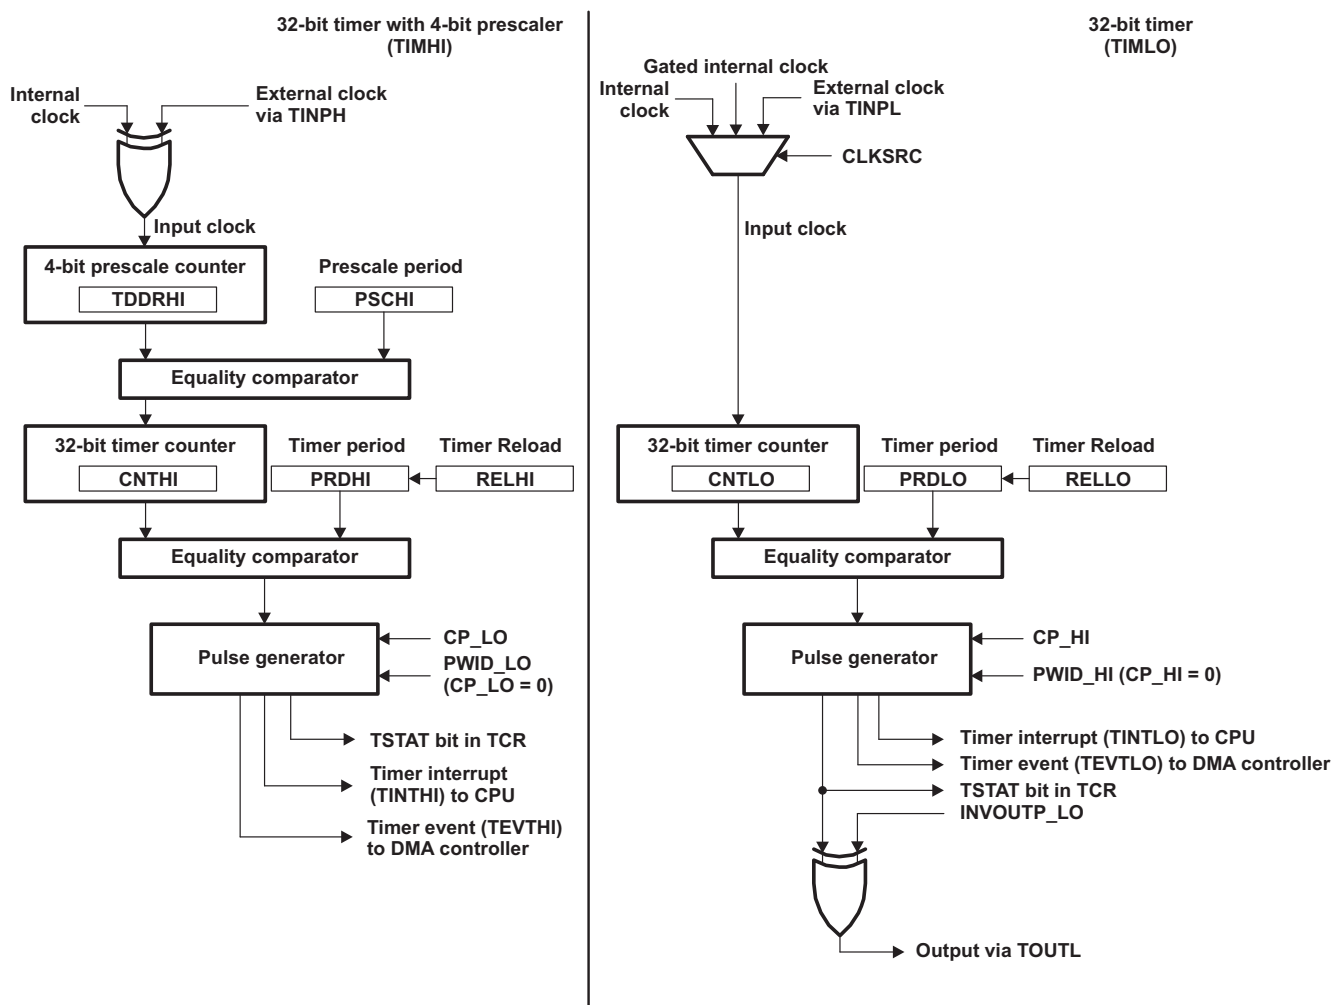 32-bit timer with 4-bit prescaler
(TIMHI)
Internal
clock
External clock
via TINPH
Input clock
4-bit prescale counter
TDDRHI
Prescale period
PSCHI
Equality comparator
32-bit timer counter
CNTHI
Timer period
PRDHI
Timer Reload
RELHI
Equality comparator
Pulse generator
CP_LO
PWID_LO
(CP_LO = 0)
TSTAT bit in TCR
Timer interrupt
(TINTHI) to CPU
Timer event (TEVTHI)
to DMA controller
32-bit timer
(TIMLO)
Gated internal clock
Internal
clock
External clock
via TINPL
CLKSRC
Input clock
32-bit timer counter
CNTLO
Timer period
PRDLO
Timer Reload
RELLO
Equality comparator
Pulse generator
CP_HI
PWID_HI (CP_HI = 0)
Timer interrupt (TINTLO) to CPU
Timer event (TEVTLO) to DMA controller
TSTAT bit in TCR
INVOUTP_LO
Output via TOUTL